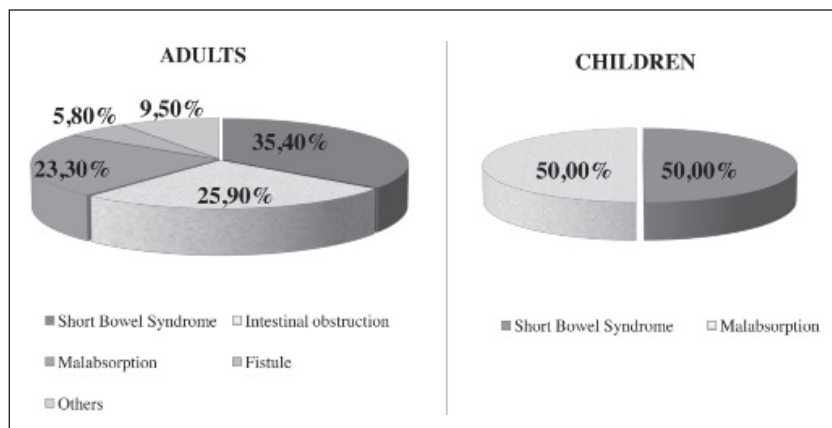 ADULTS
5,80%
9,50%
35,40%
23,30%
25,90%
Short Bowel Syndrome
Intestinal obstruction
Malabsorption
Fistule
Others
CHILDREN
50,00%
50,00%
Short Bowel Syndrome
Malabsorption